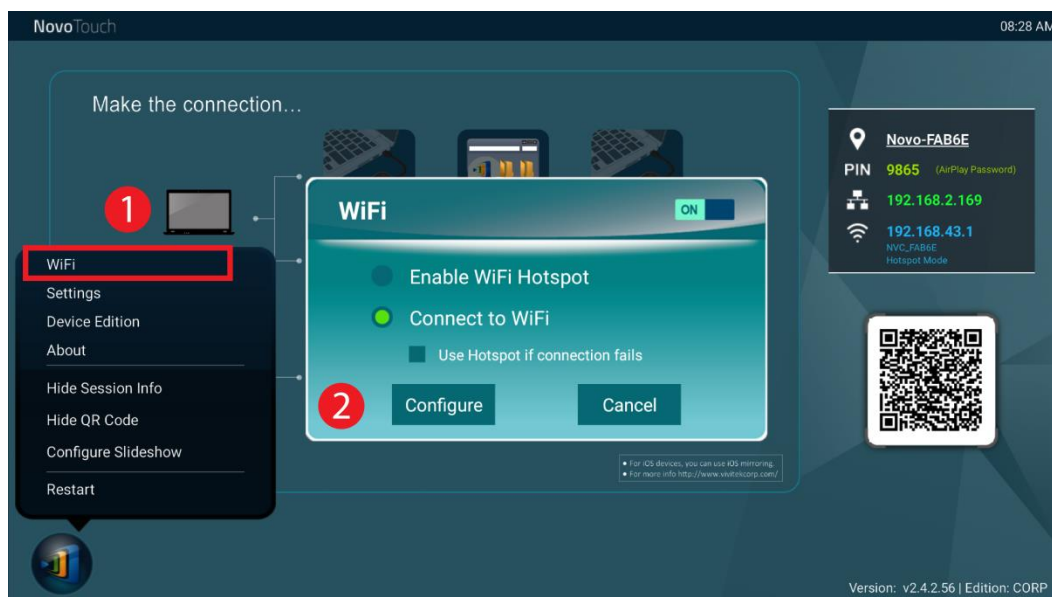 NovoTouch
08:28 AM
Make the connection...
1
WiFi
Settings
Device Edition
About
Hide Session Info
Hide QR Code
Configure Slideshow
Restart
WiFi
ON
Enable WiFi Hotspot
Connect to WiFi
Use Hotspot if connection fails
2
Configure
Cancel
• For iOS devices, you can use iOS mirroring.
• For more info http://www.vivitekcorp.com/
Novo-FAB6E
PIN 9865 (AirPlay Password)
192.168.2.169
192.168.43.1
NVC_FAB6E
Hotspot Mode
Version: v2.4.2.56 | Edition: CORP